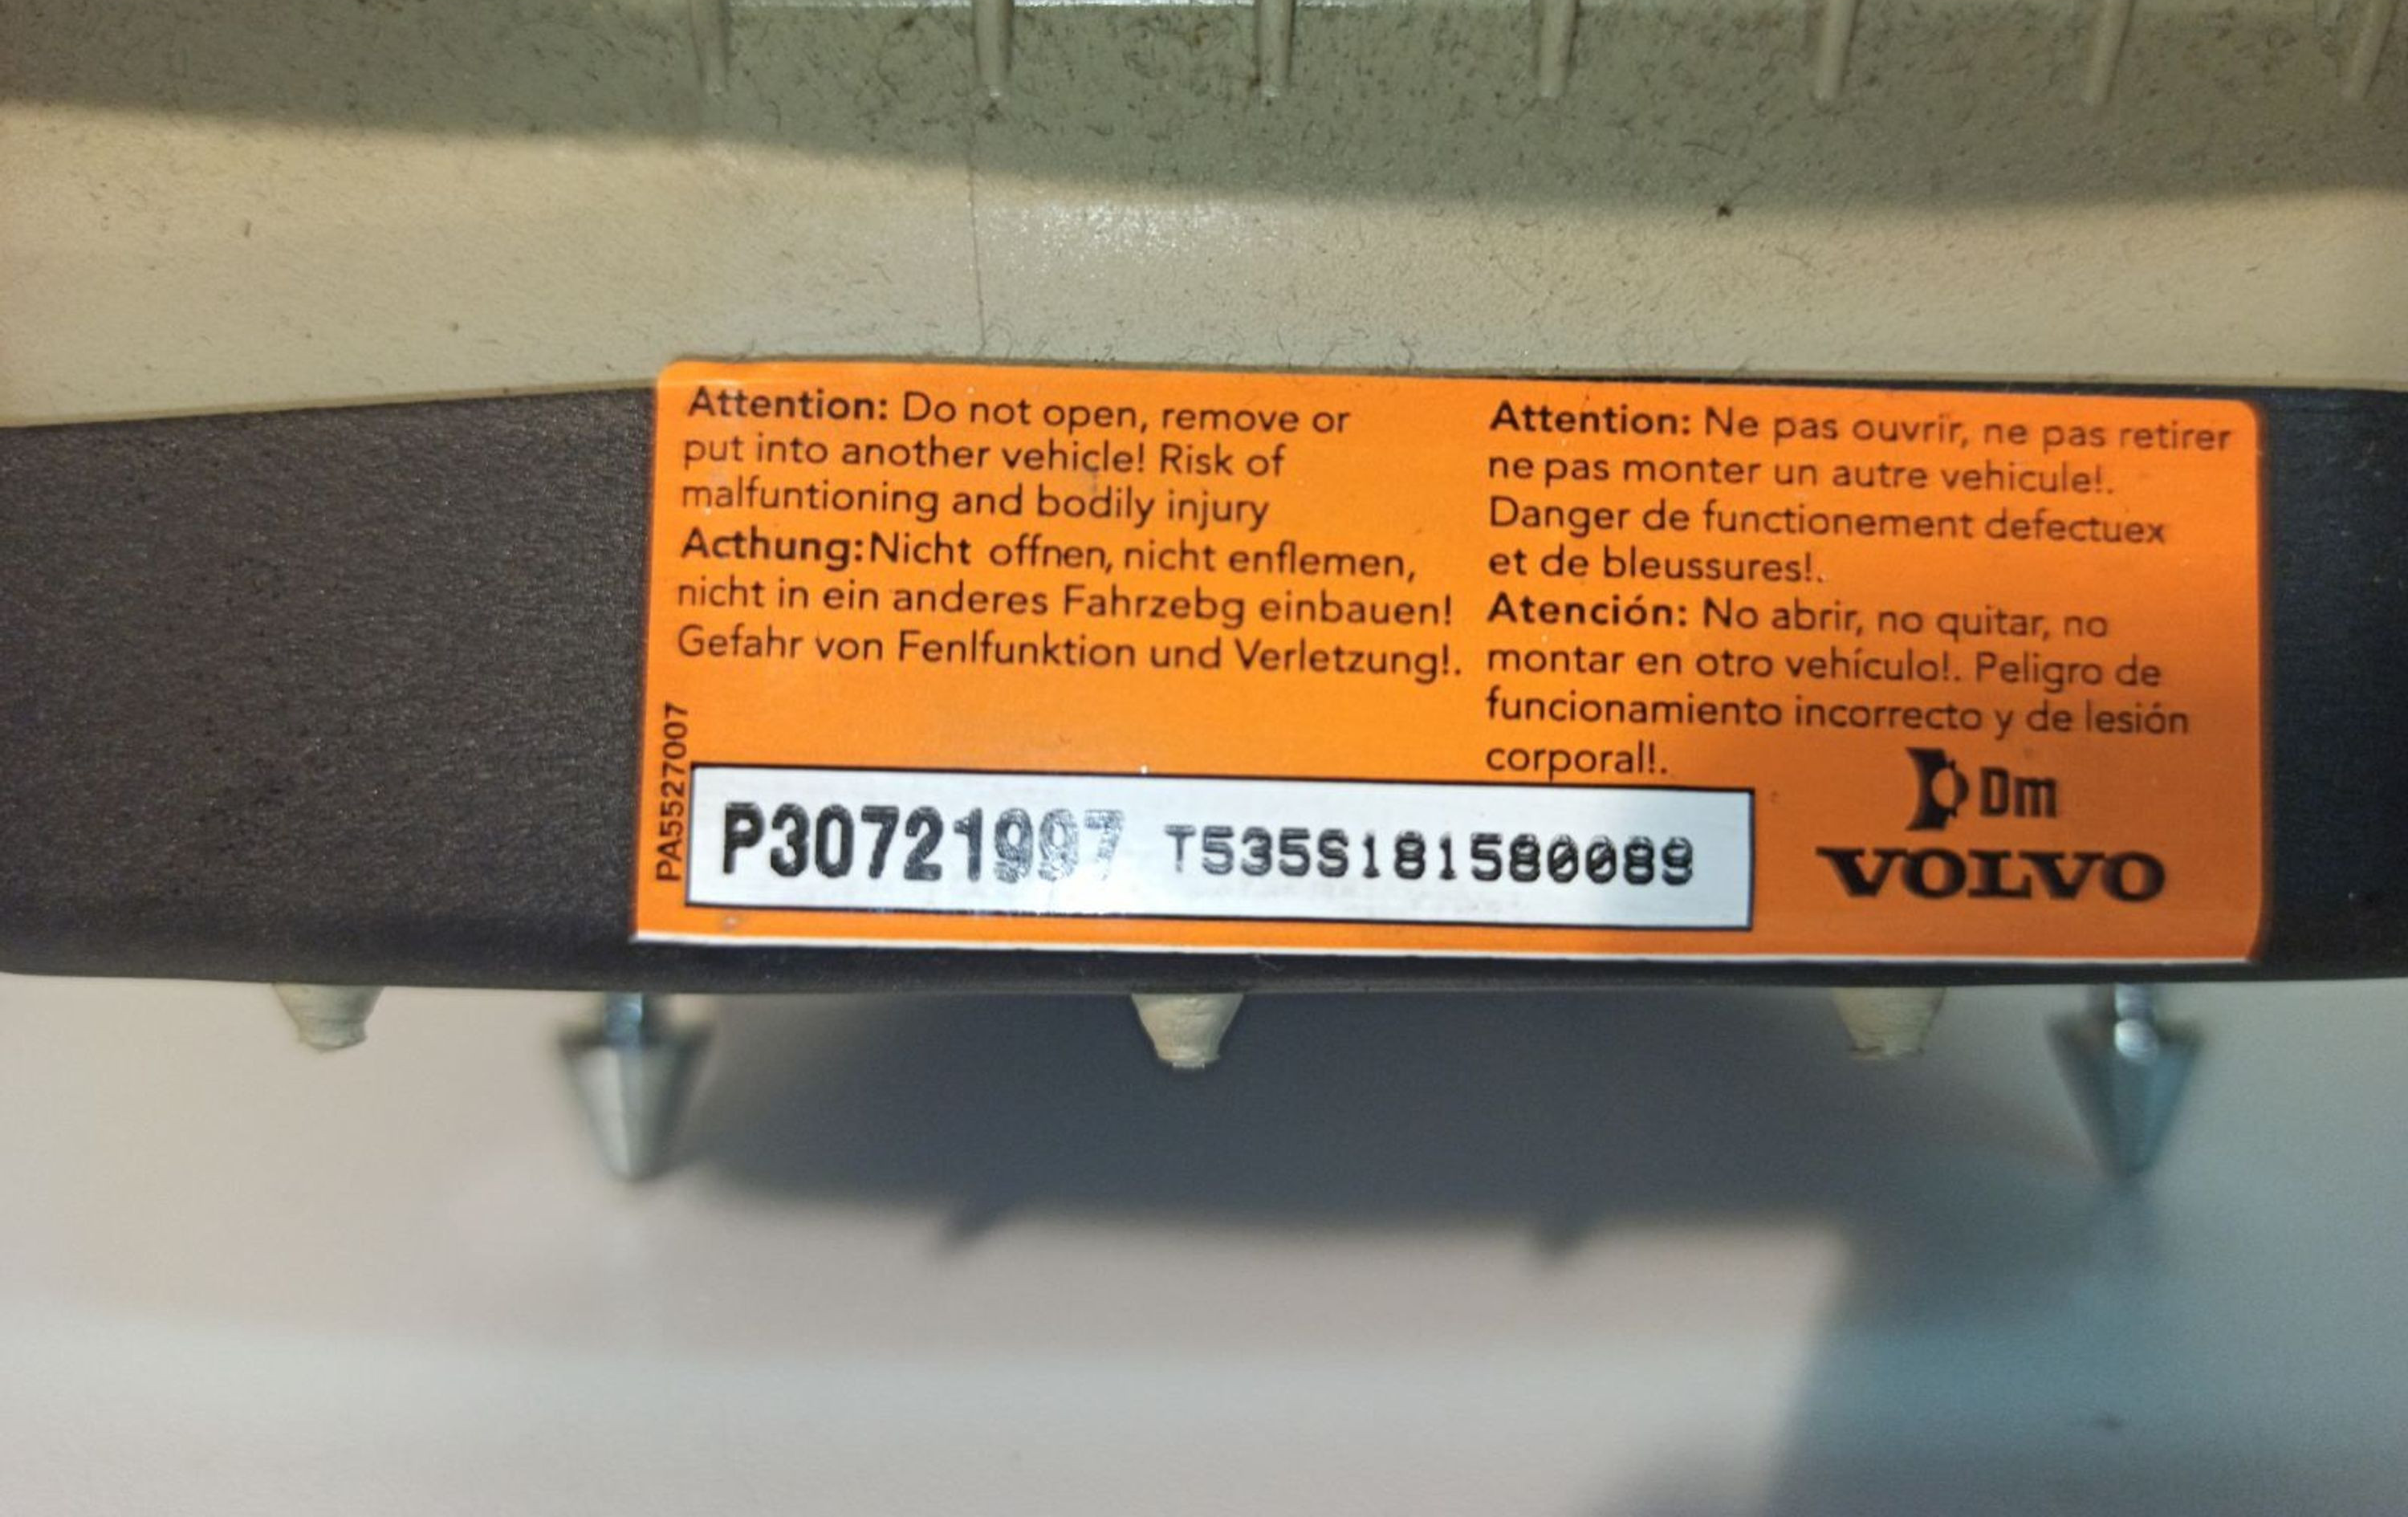 Attention: Do not open, remove or
put into another vehicle! Risk of
malfuntioning and bodily injury
Acthung:Nicht offnen, nicht enflemen,
nicht in ein anderes Fahrzebg einbauen!
Gefahr von Fenlfunktion und Verletzung!.
Attention: Ne pas ouvrir, ne pas retirer
ne pas monter un autre vehicule!.
Danger de functionement defectuex
et de bleussures!.
Atención: No abrir, no quitar, no
montar en otro vehículo!. Peligro de
funcionamiento incorrecto y de lesión
corporal!.
PA5527007
P30721997 T535S181580089
Dm
VOLVO